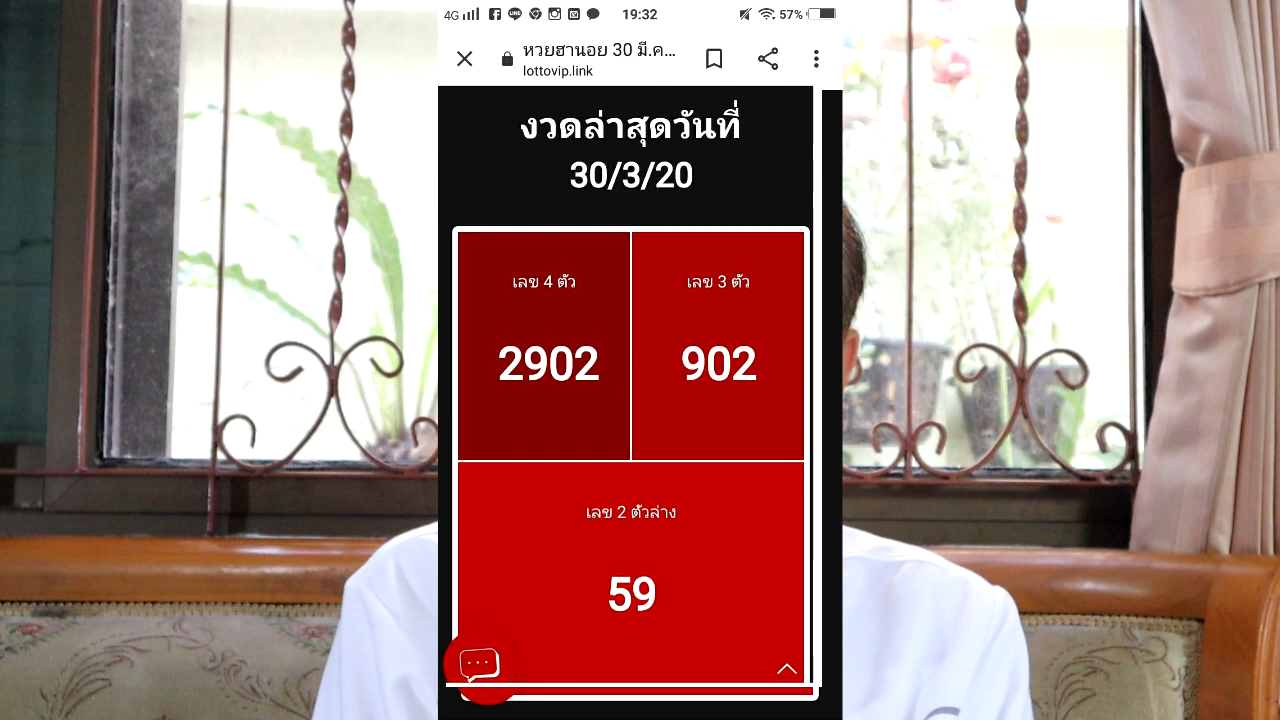 4G 19:32 57%
หวยฮานอย 30 มี.ค...
lottovip.link
งวดล่าสุดวันที่
30/3/20
เลข 4 ตัว
เลข 3 ตัว
2902
902
เลข 2 ตัวล่าง
59